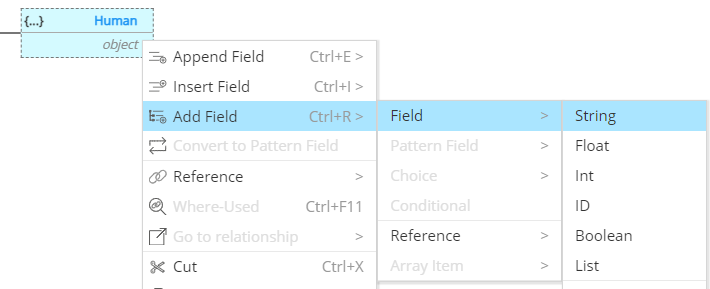 {...} Human
object
Append Field Ctrl+E >
Insert Field Ctrl+I >
Add Field Ctrl+R > Field > String
Convert to Pattern Field Pattern Field > Float
Choice > Int
Reference > Conditional ID
Where-Used Ctrl+F11 Reference > Boolean
Go to relationship > Array Item > List
Cut Ctrl+X